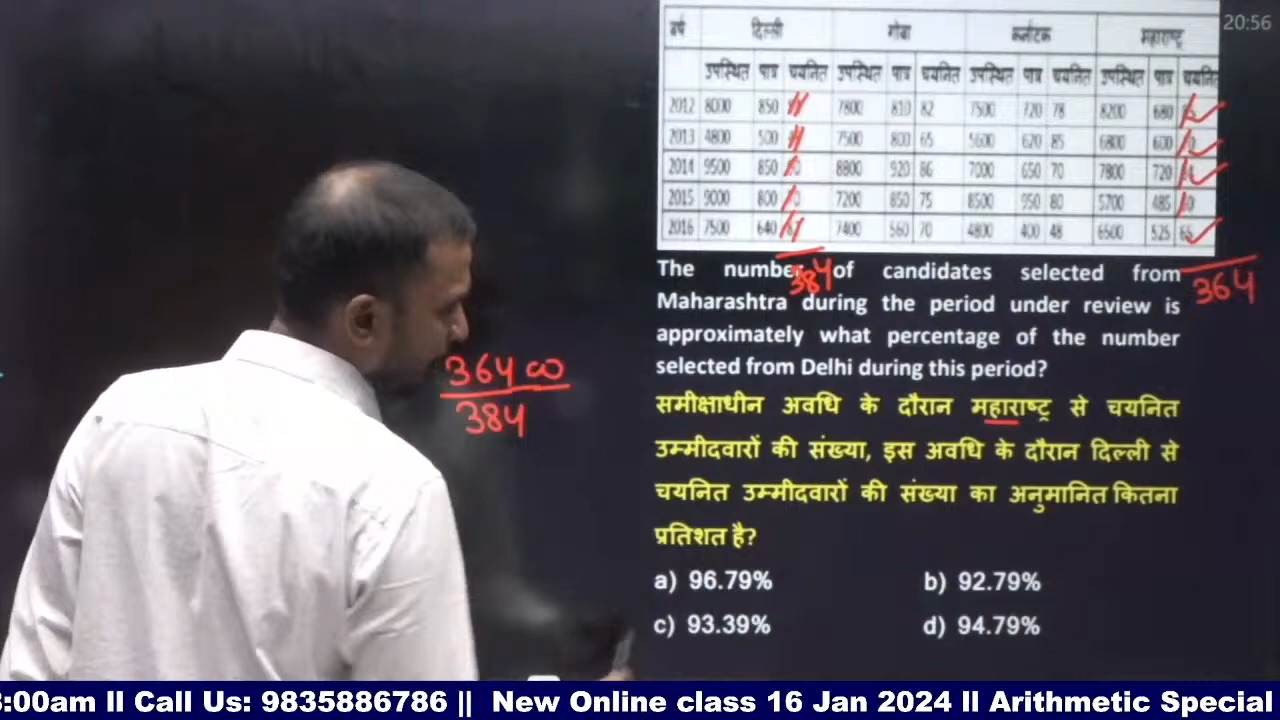 20:56
वर्ष दिल्ली गोवा कर्नाटक महाराष्ट्र
उपस्थित पात्र चयनित उपस्थित पात्र चयनित उपस्थित पात्र चयनित उपस्थित पात्र चयनित
2012 8000 850 7800 810 82 7500 720 78 8200 680
2013 4800 500 7500 800 65 5600 620 85 6800 600
2014 9500 850 8800 920 86 7000 650 70 7800 720
2015 9000 800 7200 850 75 8500 950 80 5700 485
2016 7500 640 7400 560 70 4800 400 48 6500 525
384
364
The number of candidates selected from
Maharashtra during the period under review is
approximately what percentage of the number
selected from Delhi during this period?
364 00
384
समीक्षाधीन अवधि के दौरान महाराष्ट्र से चयनित
उम्मीदवारों की संख्या, इस अवधि के दौरान दिल्ली से
चयनित उम्मीदवारों की संख्या का अनुमानित कितना
प्रतिशत है?
a) 96.79% b) 92.79%
c) 93.39% d) 94.79%
:00am II Call Us: 9835886786 || New Online class 16 Jan 2024 II Arithmetic Special